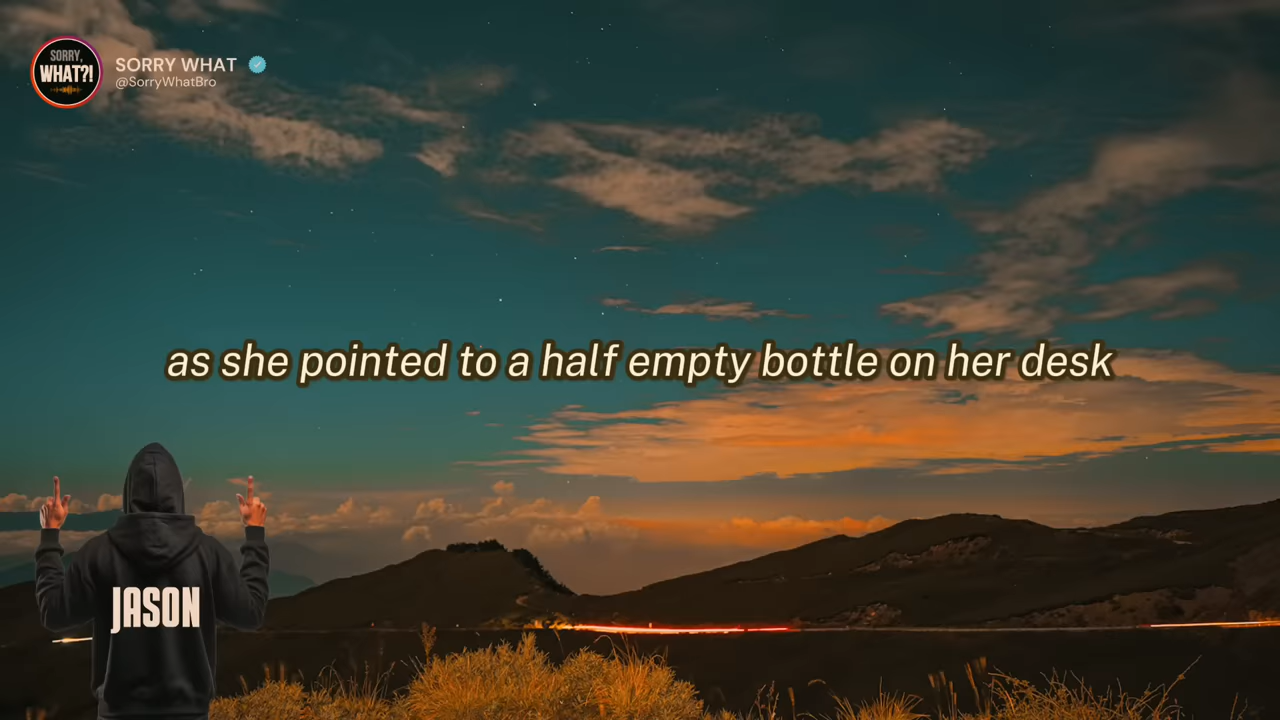 SORRY,
WHAT?!
SORRY WHAT
@SorryWhatBro
as she pointed to a half empty bottle on her desk
JASON